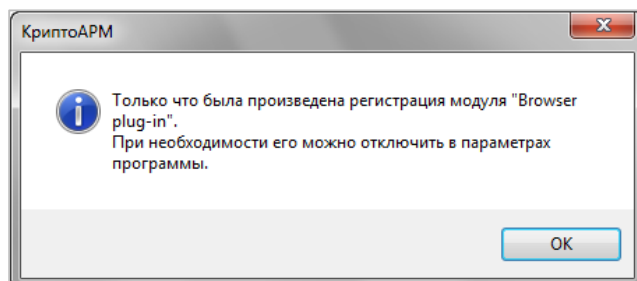 КриптоАРМ
Только что была произведена регистрация модуля "Browser
plug-in".
При необходимости его можно отключить в параметрах
программы.
OK